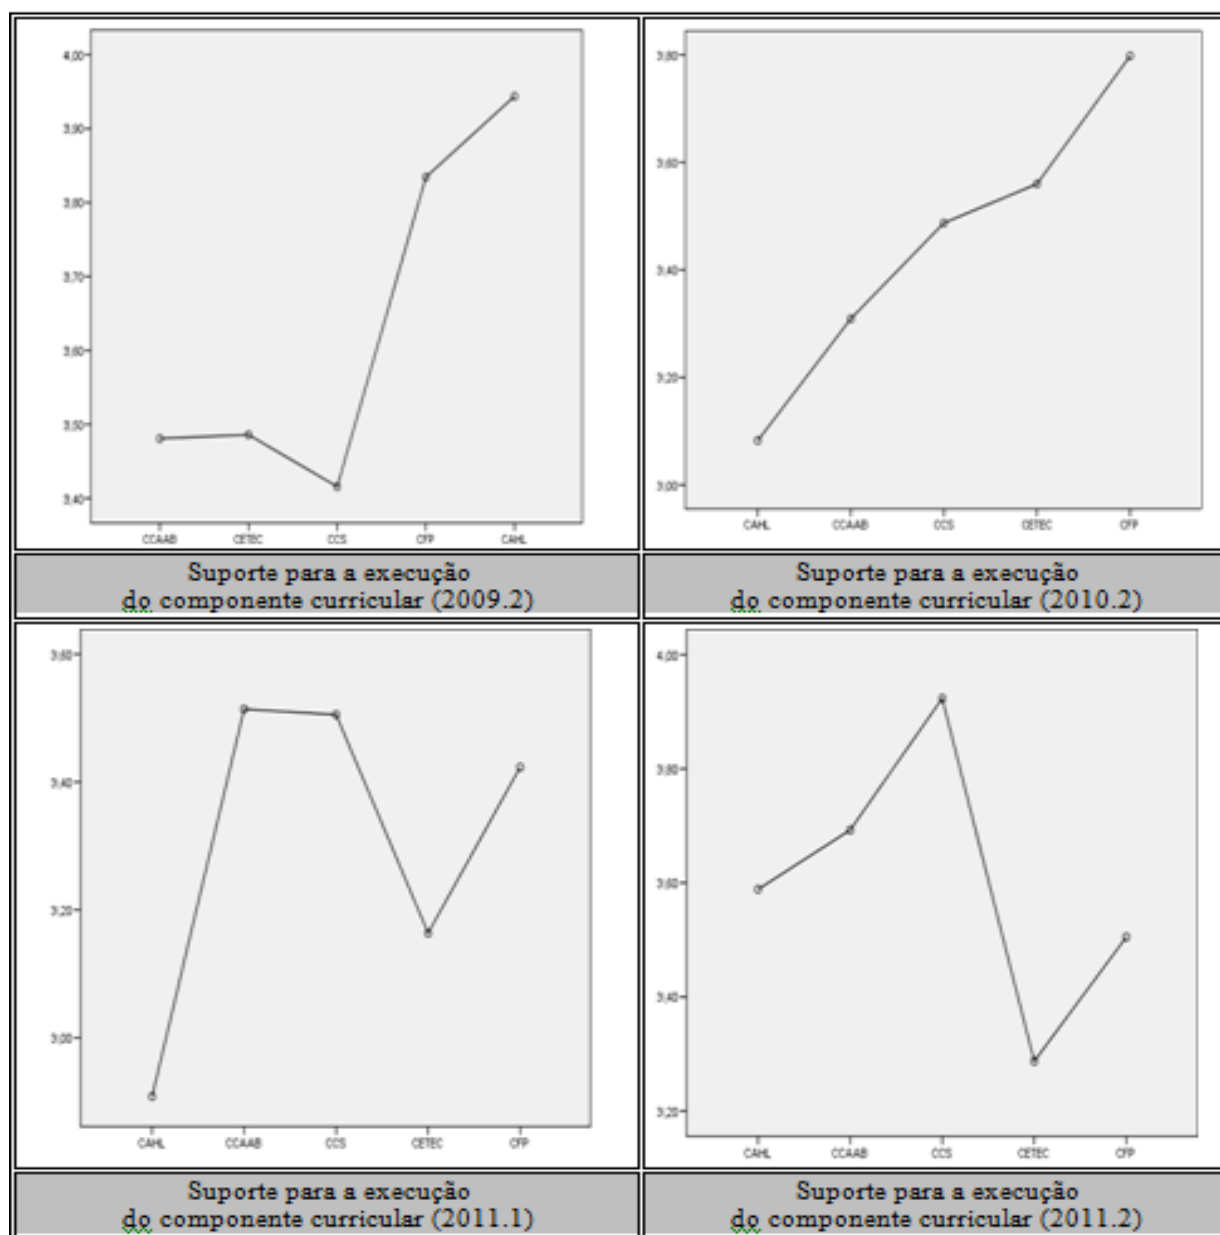 4,00
3,90
3,80
3,70
3,60
3,50
3,40
CCAAB CETEC CCS CFP CAHL
3,80
3,60
3,40
3,20
3,00
CAHL CCAAB CCS CETEC CFP
Suporte para a execução
do componente curricular (2009.2)
Suporte para a execução
do componente curricular (2010.2)
3,60
3,40
3,20
3,00
CAHL CCAAB CCS CETEC CFP
4,00
3,80
3,60
3,40
3,20
CAHL CCAAB CCS CETEC CFP
Suporte para a execução
do componente curricular (2011.1)
Suporte para a execução
do componente curricular (2011.2)